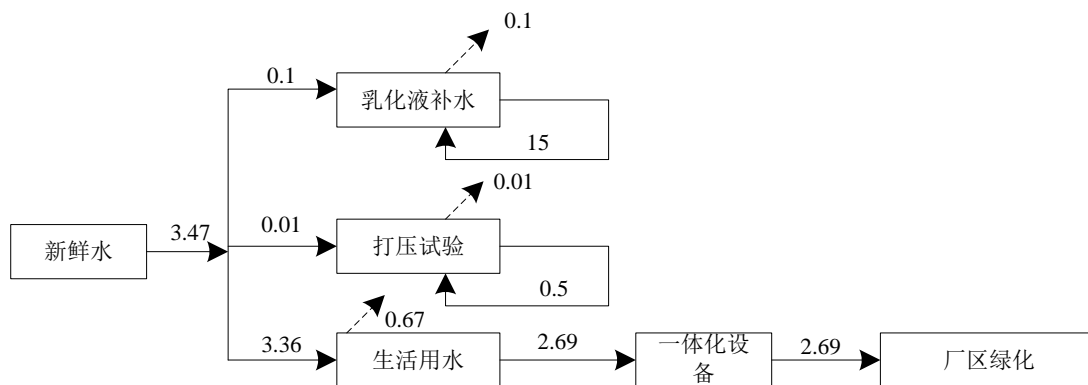 0.1
0.1
乳化液补水
15
0.01
3.47
0.01
新鲜水
打压试验
0.5
0.67
3.36
生活用水
2.69
一体化设
备
2.69
厂区绿化